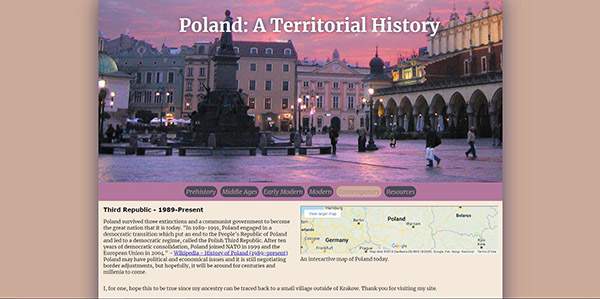 Poland: A Territorial History
Prehistory Middle Ages Early Modern Modern Contemporary Resources
Third Republic - 1989-Present
Poland survived three extinctions and a communist government to become
the great nation that it is today. "In 1989-1991, Poland engaged in a
democratic transition which put an end to the People's Republic of Poland
and led to a democratic regime, called the Polish Third Republic. After ten
years of democratic consolidation, Poland joined NATO in 1999 and the
European Union in 2004." - Wikipedia - History of Poland (1989-present)
Poland may have political and economical issues and it is still negotiating
border adjustments, but hopefully, it will be around for centuries and
millenia to come.
View larger map
Hamburg
Poland
Belarus
Germany
Cologne
Prague
Google
An interactive map of Poland today.
I, for one, hope this to be true since my ancestry can be traced back to a small village outside of Krakow. Thank you for visiting my site.